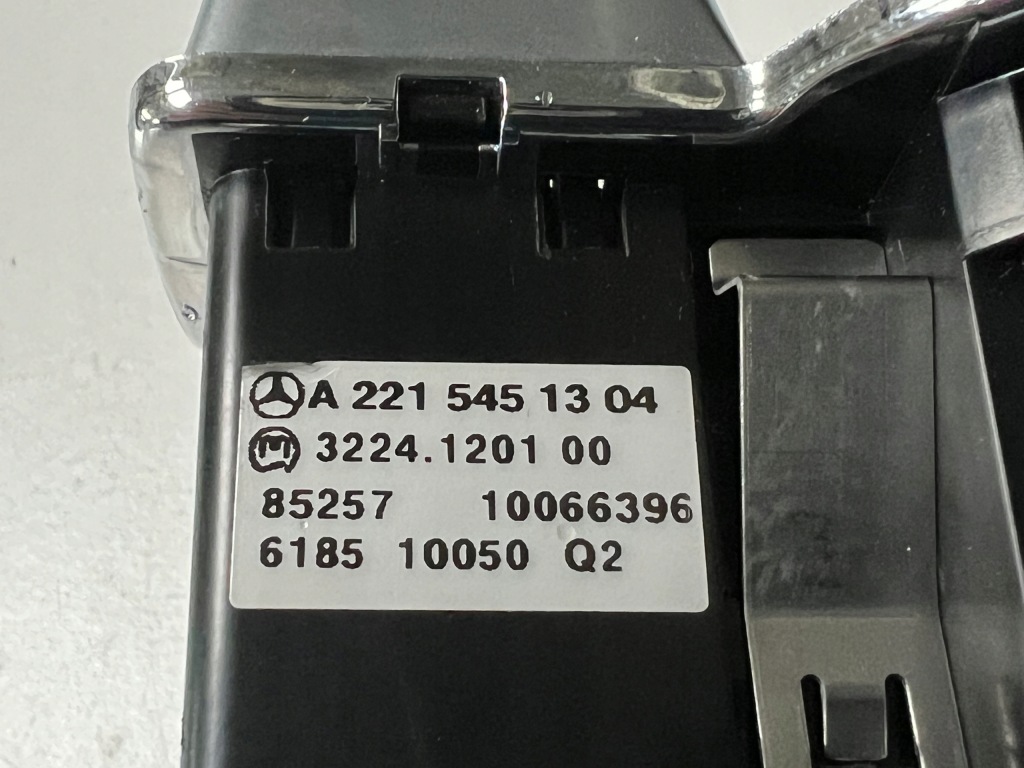 A 221 545 13 04
M 3224.1201 00
85257 10066396
6185 10050 Q2